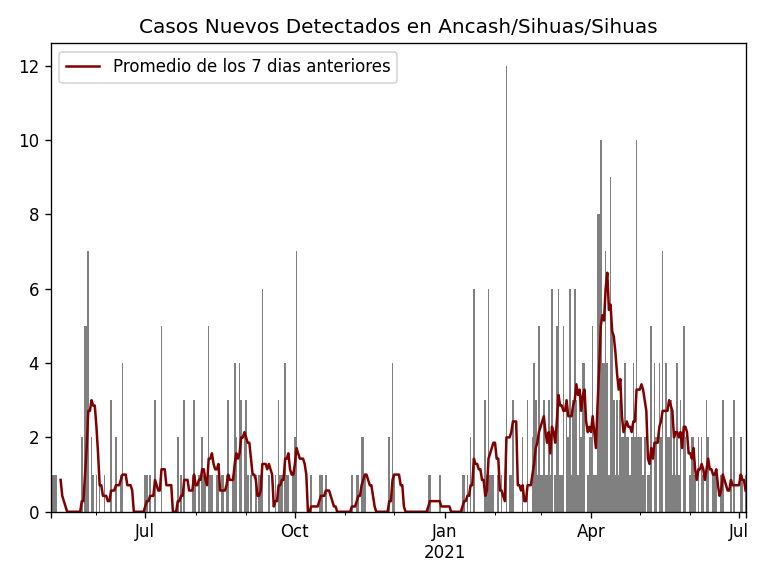 Casos Nuevos Detectados en Ancash/Sihuas/Sihuas
Promedio de los 7 dias anteriores
12
10
8
6
4
2
0
Jul Oct Jan Apr Jul
2021